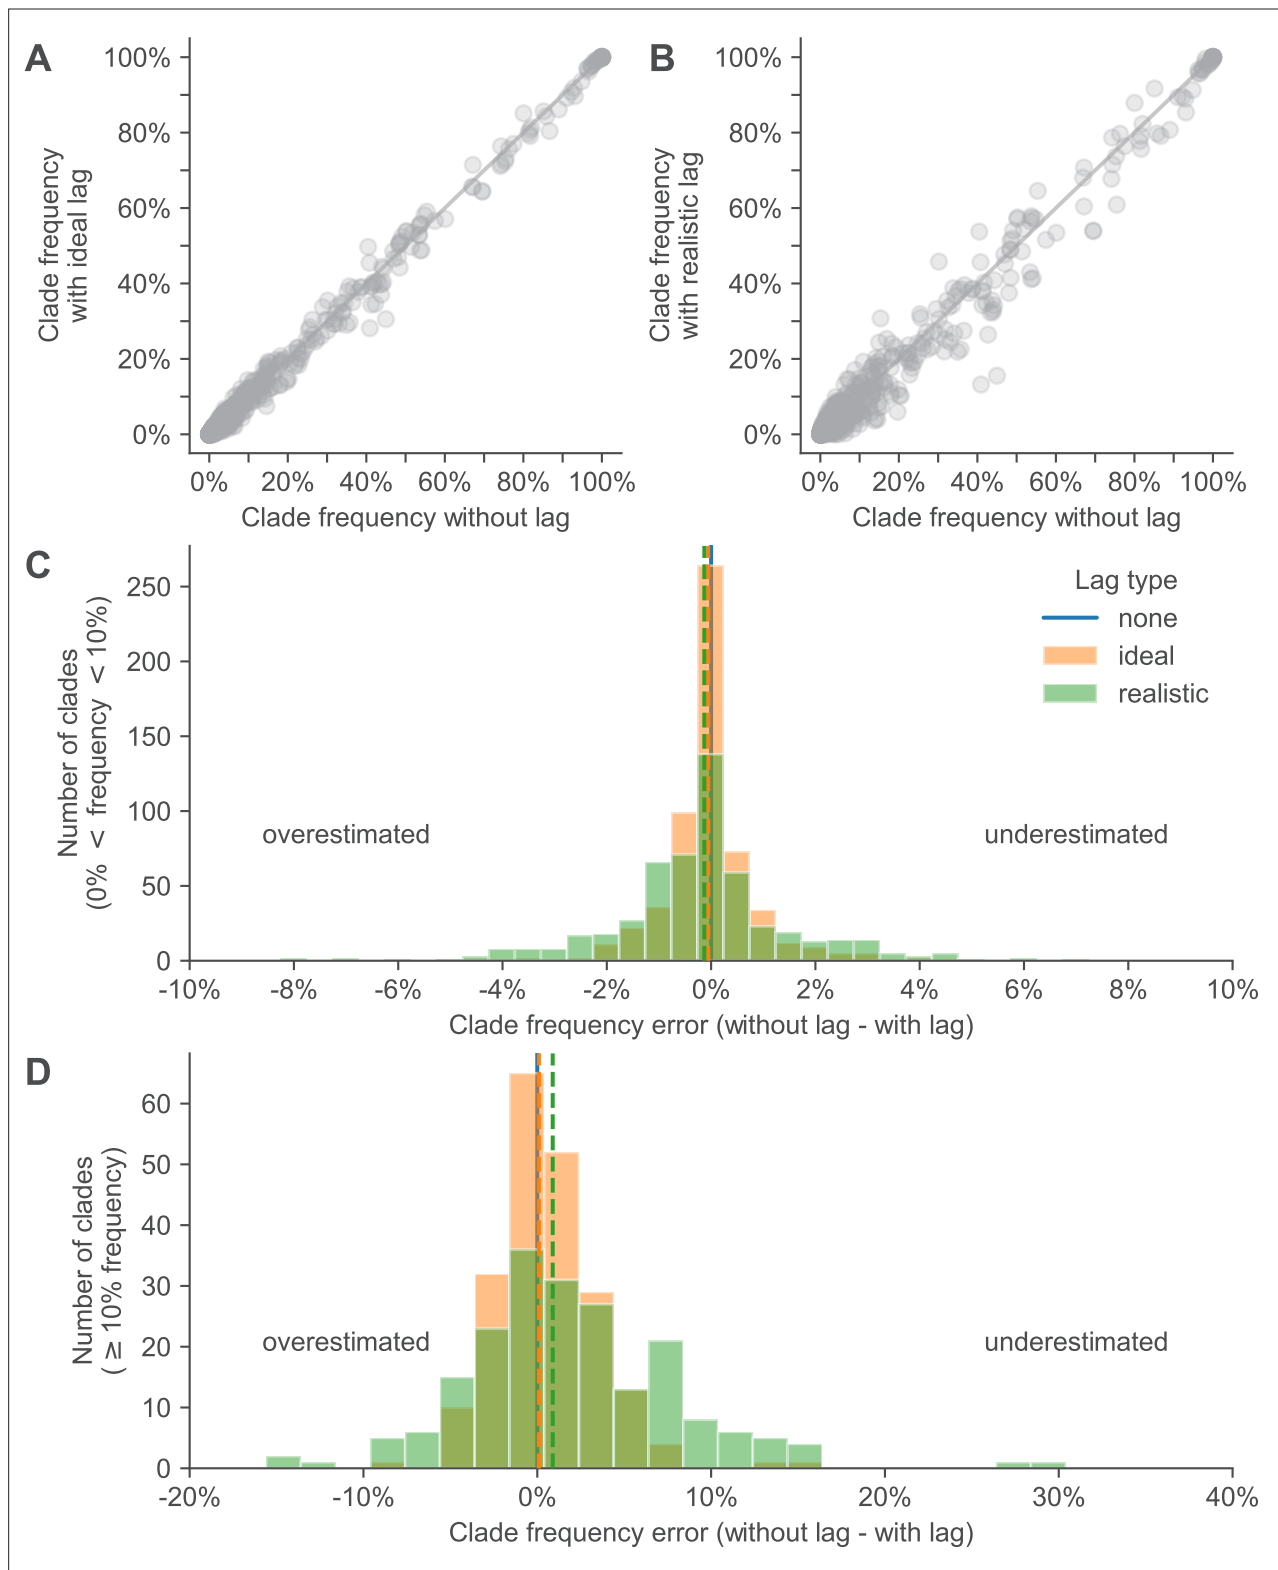 A
100%
80%
60%
40%
20%
0%
Clade frequency
with ideal lag
0% 20% 40% 60% 80% 100%
Clade frequency without lag
B
100%
80%
60%
40%
20%
0%
Clade frequency
with realistic lag
0% 20% 40% 60% 80% 100%
Clade frequency without lag
C
250
200
150
100
50
0
Number of clades
(0% < frequency < 10%)
Lag type
none
ideal
realistic
overestimated
underestimated
-10% -8% -6% -4% -2% 0% 2% 4% 6% 8% 10%
Clade frequency error (without lag - with lag)
D
60
50
40
30
20
10
0
Number of clades
(≥ 10% frequency)
overestimated
underestimated
-20% -10% 0% 10% 20% 30% 40%
Clade frequency error (without lag - with lag)